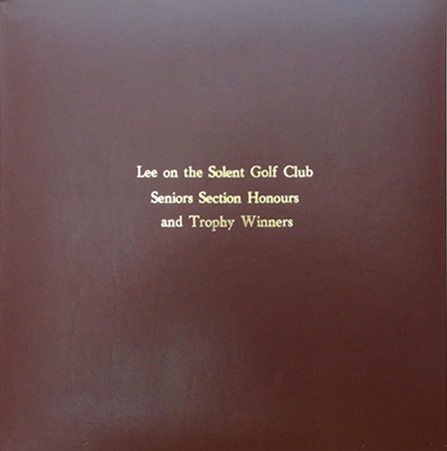 Lee on the Solent Golf Club
Seniors Section Honours
and Trophy Winners